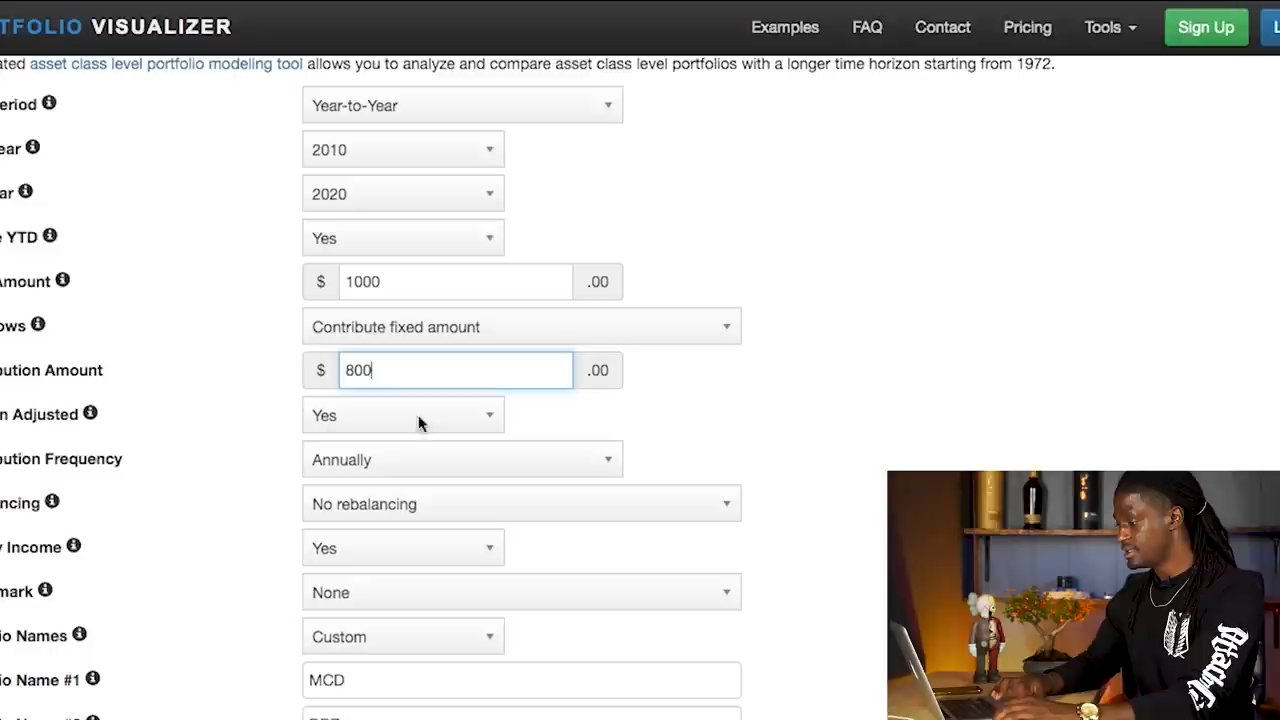 TFOLIO VISUALIZER Examples FAQ Contact Pricing Tools Sign Up
ated asset class level portfolio modeling tool allows you to analyze and compare asset class level portfolios with a longer time horizon starting from 1972.
eriod Year-to-Year
ear 2010
ar 2020
YTD Yes
Amount $ 1000 .00
ows Contribute fixed amount
bution Amount $ 800 .00
n Adjusted Yes
bution Frequency Annually
ncing No rebalancing
y Income Yes
mark None
io Names Custom
io Name #1 MCD